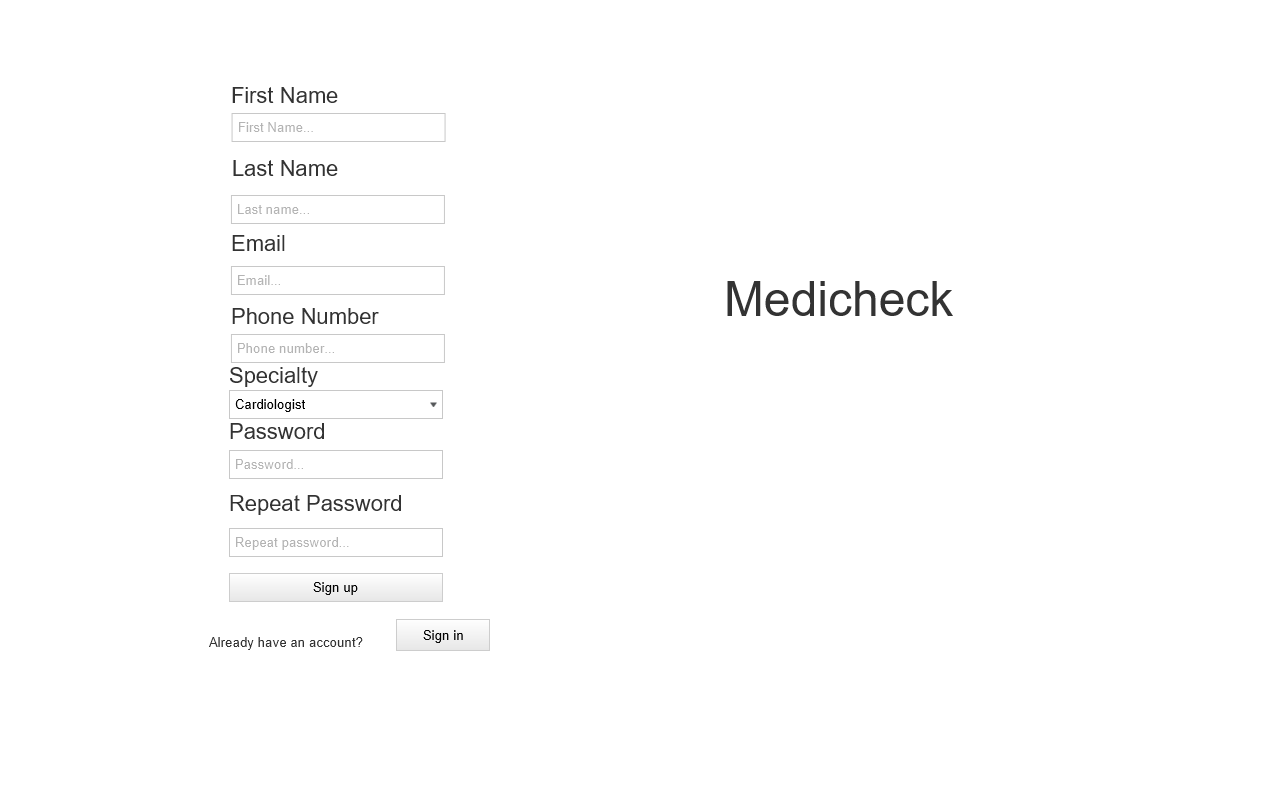 First Name
First Name...
Last Name
Last name...
Email
Email...
Medicheck
Phone Number
Phone number...
Specialty
Cardiologist
Password
Password...
Repeat Password
Repeat password...
Sign up
Already have an account?
Sign in